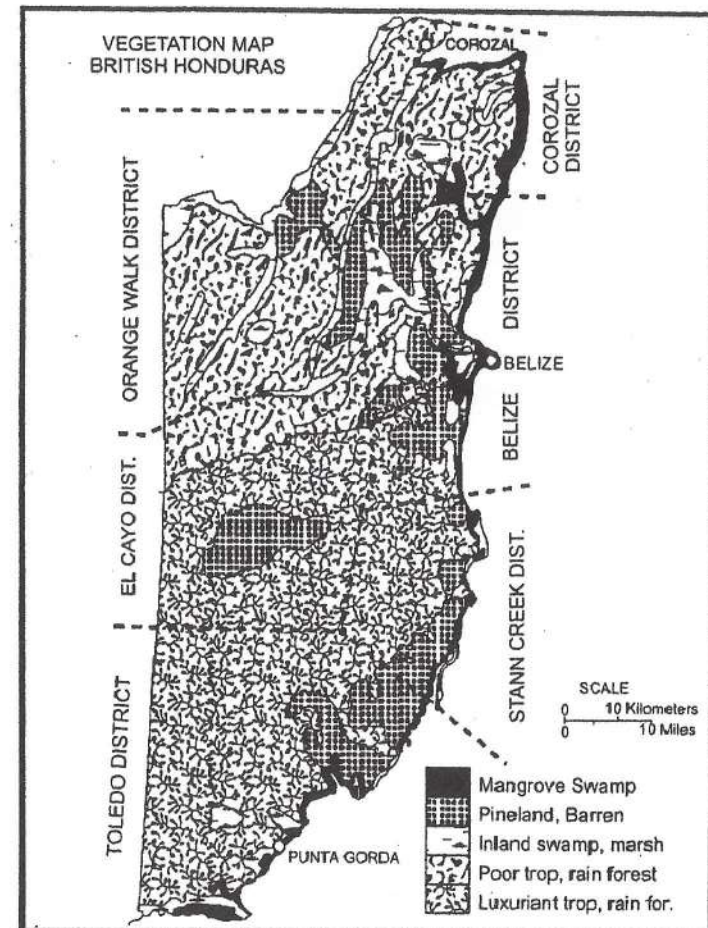 VEGETATION MAP
BRITISH HONDURAS
COROZAL
COROZAL
DISTRICT
ORANGE WALK DISTRICT
DISTRICT
BELIZE
BELIZE
EL CAYO DIST.
STANN CREEK DIST.
TOLEDO DISTRICT
SCALE
0 10 Kilometers
0 10 Miles
PUNTA GORDA
Mangrove Swamp
Pineland, Barren
Inland swamp, marsh
Poor trop, rain forest
Luxuriant trop, rain for.